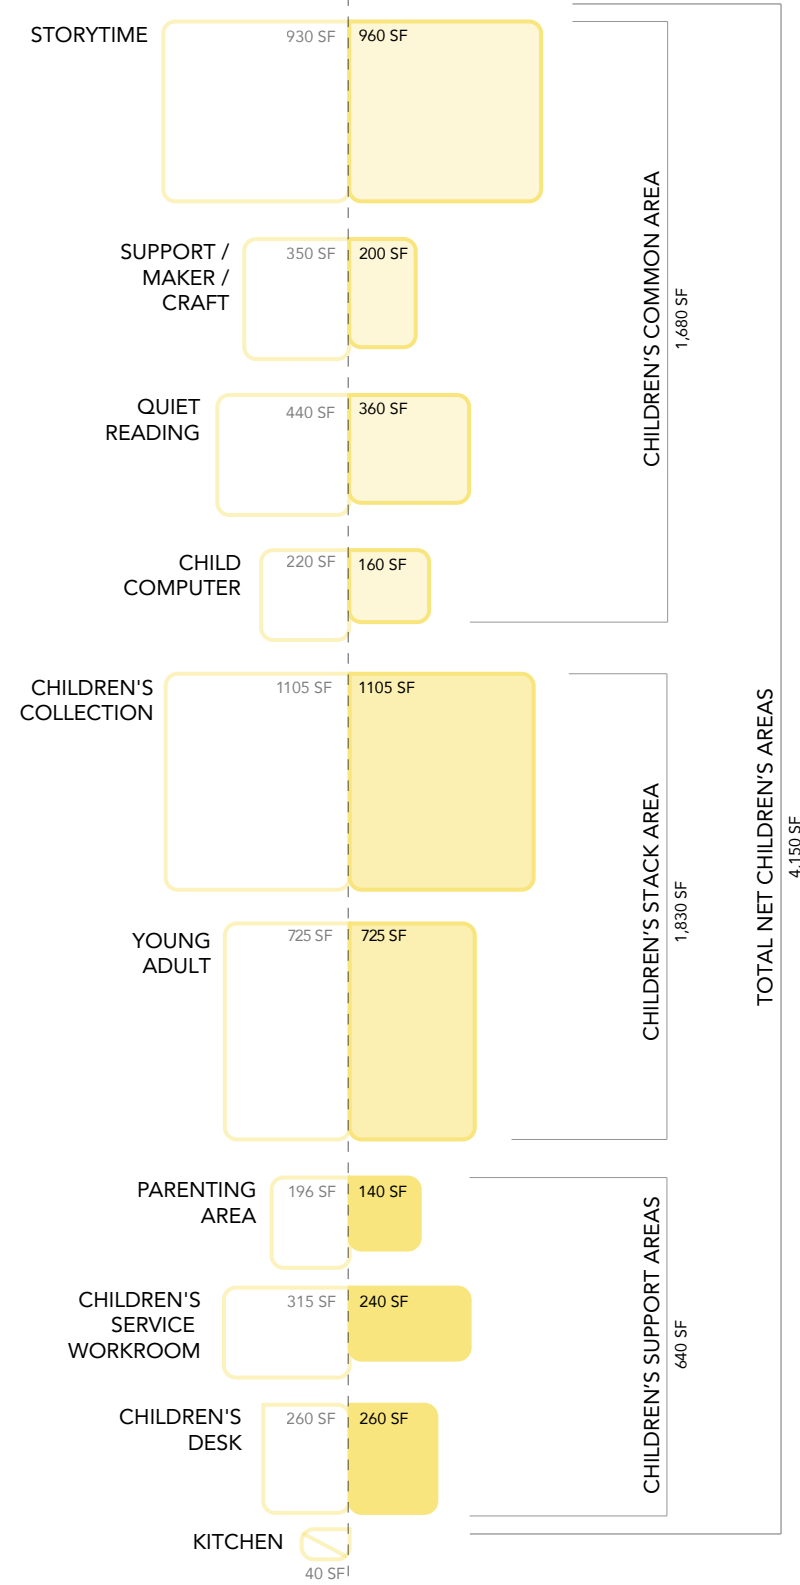 STORYTIME
930 SF
960 SF
SUPPORT /
MAKER /
CRAFT
350 SF
200 SF
QUIET
READING
440 SF
360 SF
CHILD
COMPUTER
220 SF
160 SF
CHILDREN'S COMMON AREA
1,680 SF
CHILDREN'S
COLLECTION
1105 SF
1105 SF
YOUNG
ADULT
725 SF
725 SF
CHILDREN'S STACK AREA
1,830 SF
PARENTING
AREA
196 SF
140 SF
CHILDREN'S
SERVICE
WORKROOM
315 SF
240 SF
CHILDREN'S
DESK
260 SF
260 SF
CHILDREN'S SUPPORT AREAS
640 SF
KITCHEN
40 SF
TOTAL NET CHILDREN'S AREAS
4,150 SF